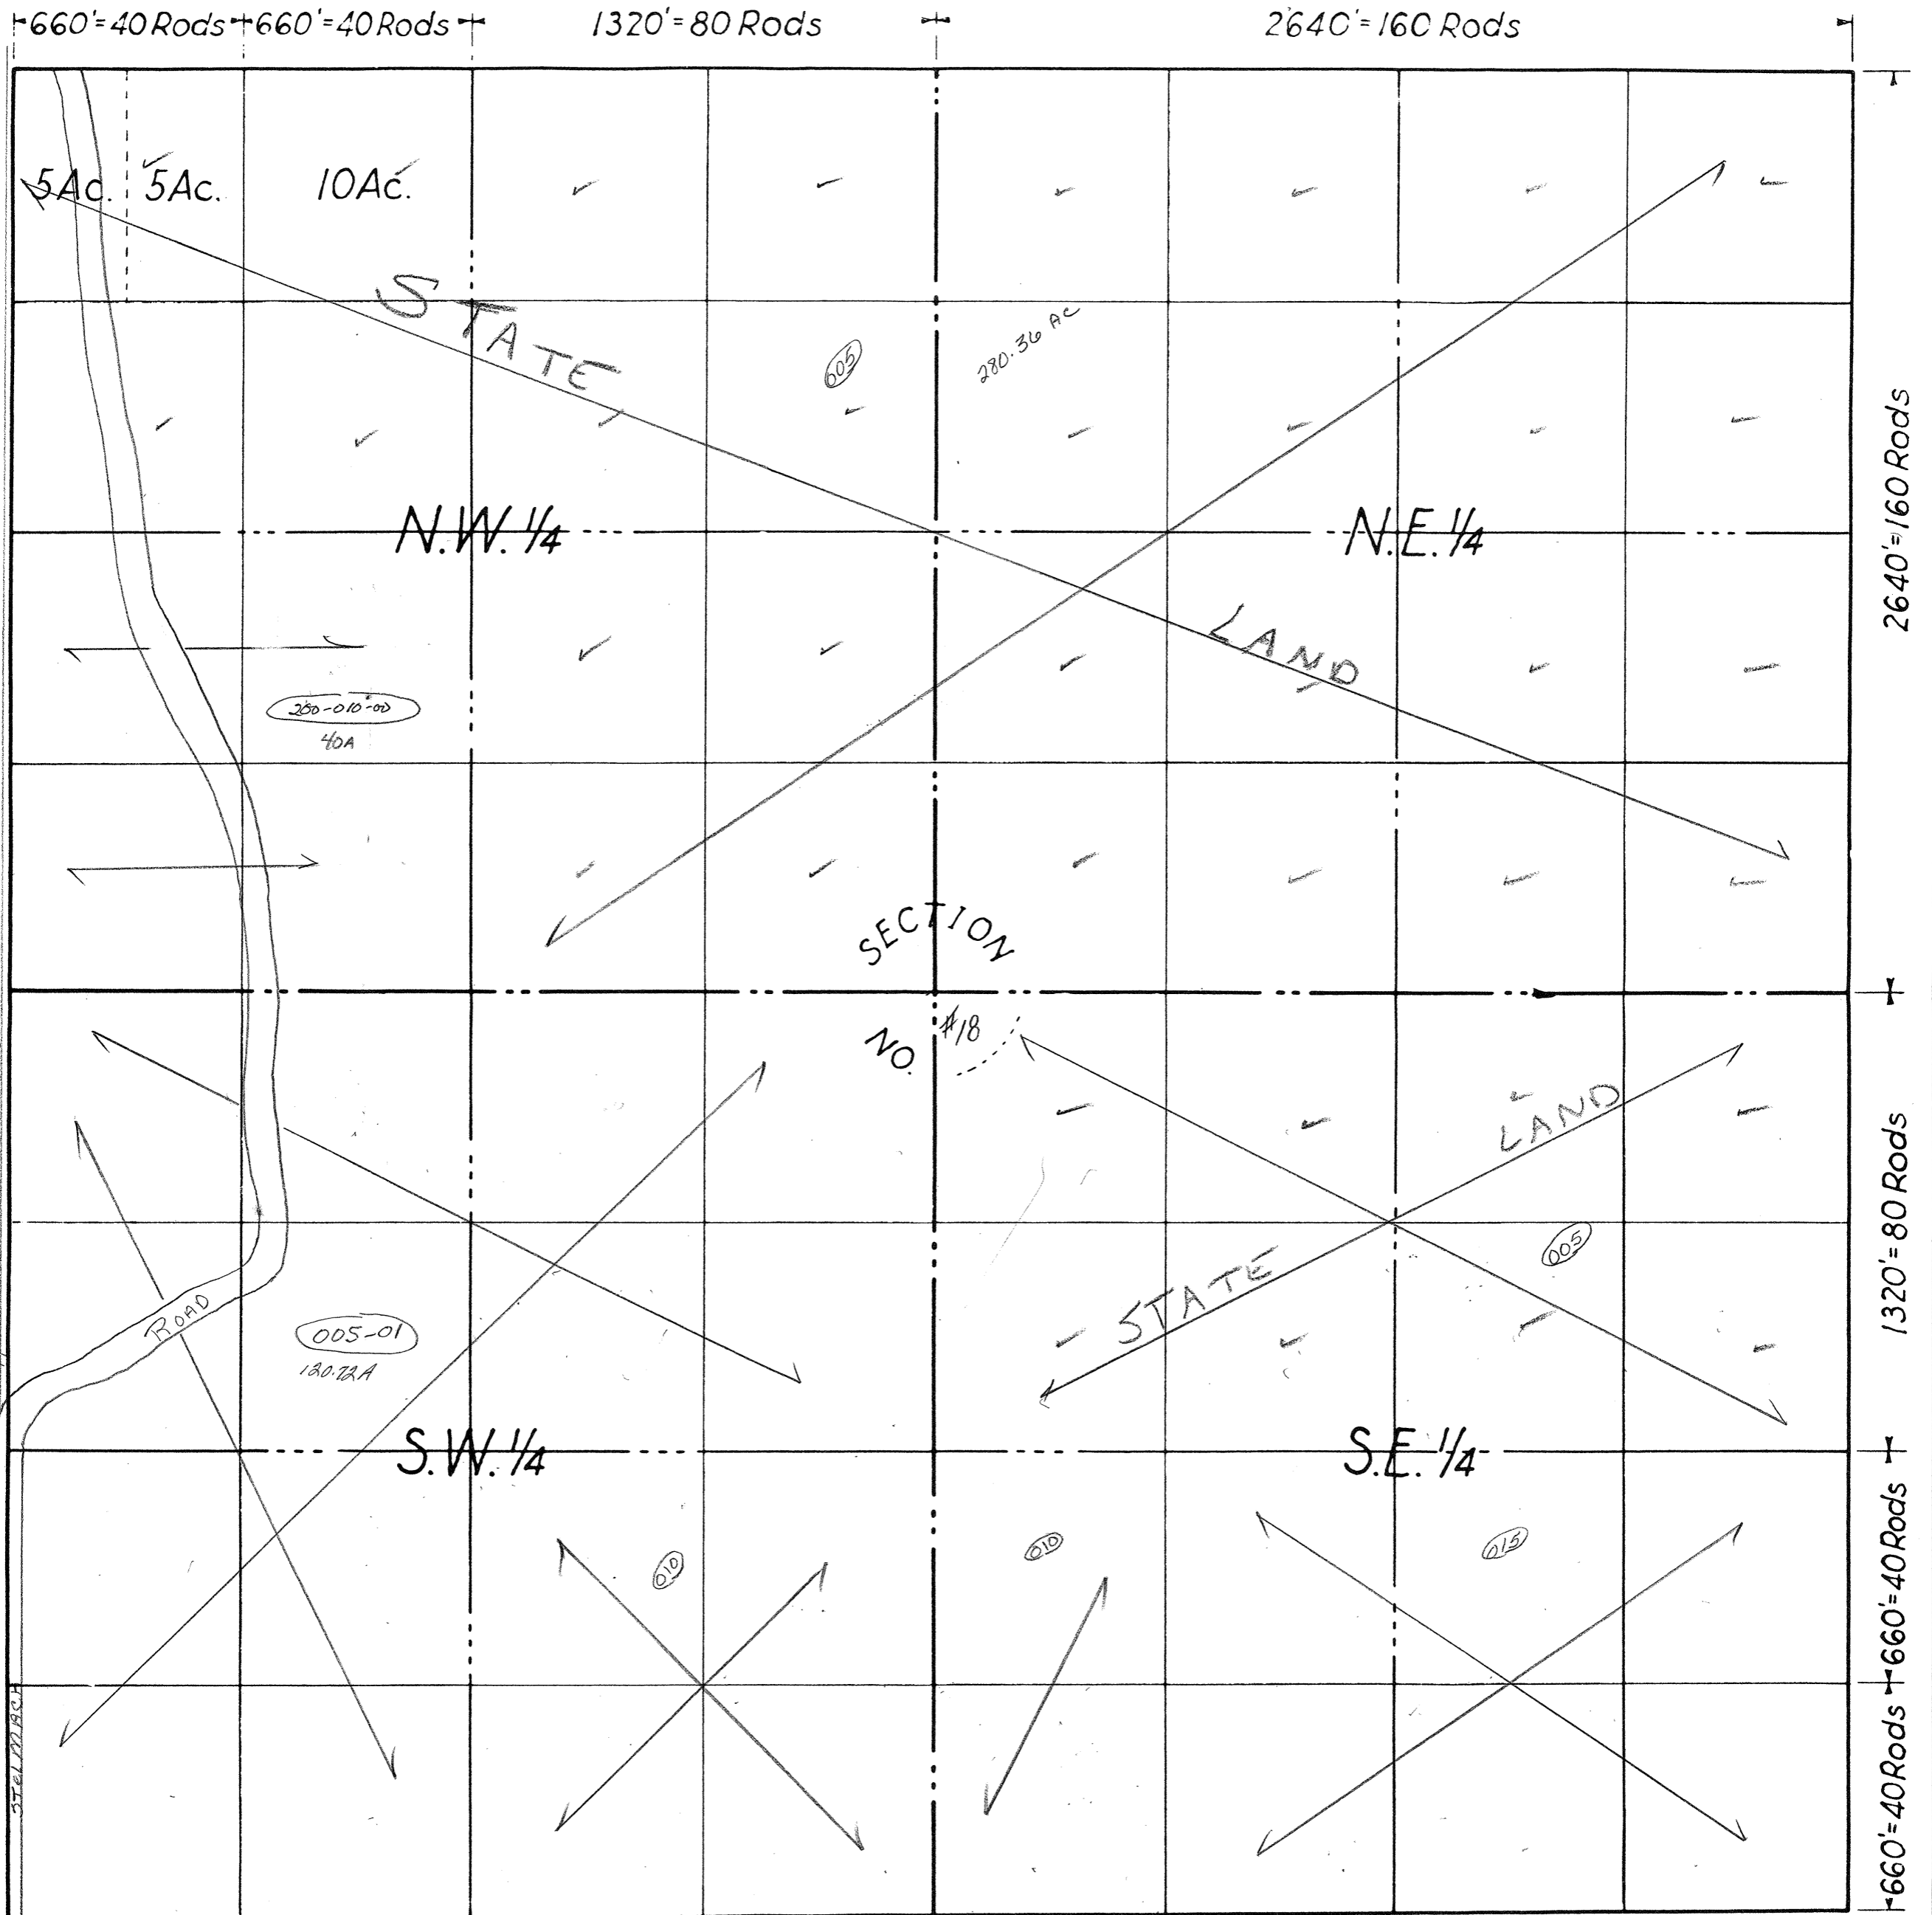 660'=40 Rods 660'=40 Rods 1320'=80 Rods 2640'=160 Rods
5Ac. 5Ac. 10Ac.
STATE
605
280.36 AC
2640'=160 Rods
N.W. 1/4
N.E. 1/4
LAND
200-010-00
40A
SECTION
NO. #18
LAND
STATE
005
1320'=80 Rods
ROAD
005-01
120.72A
S.W. 1/4
S.E. 1/4
010
010
015
660'=40 Rods
660'=40 Rods
STELMACH